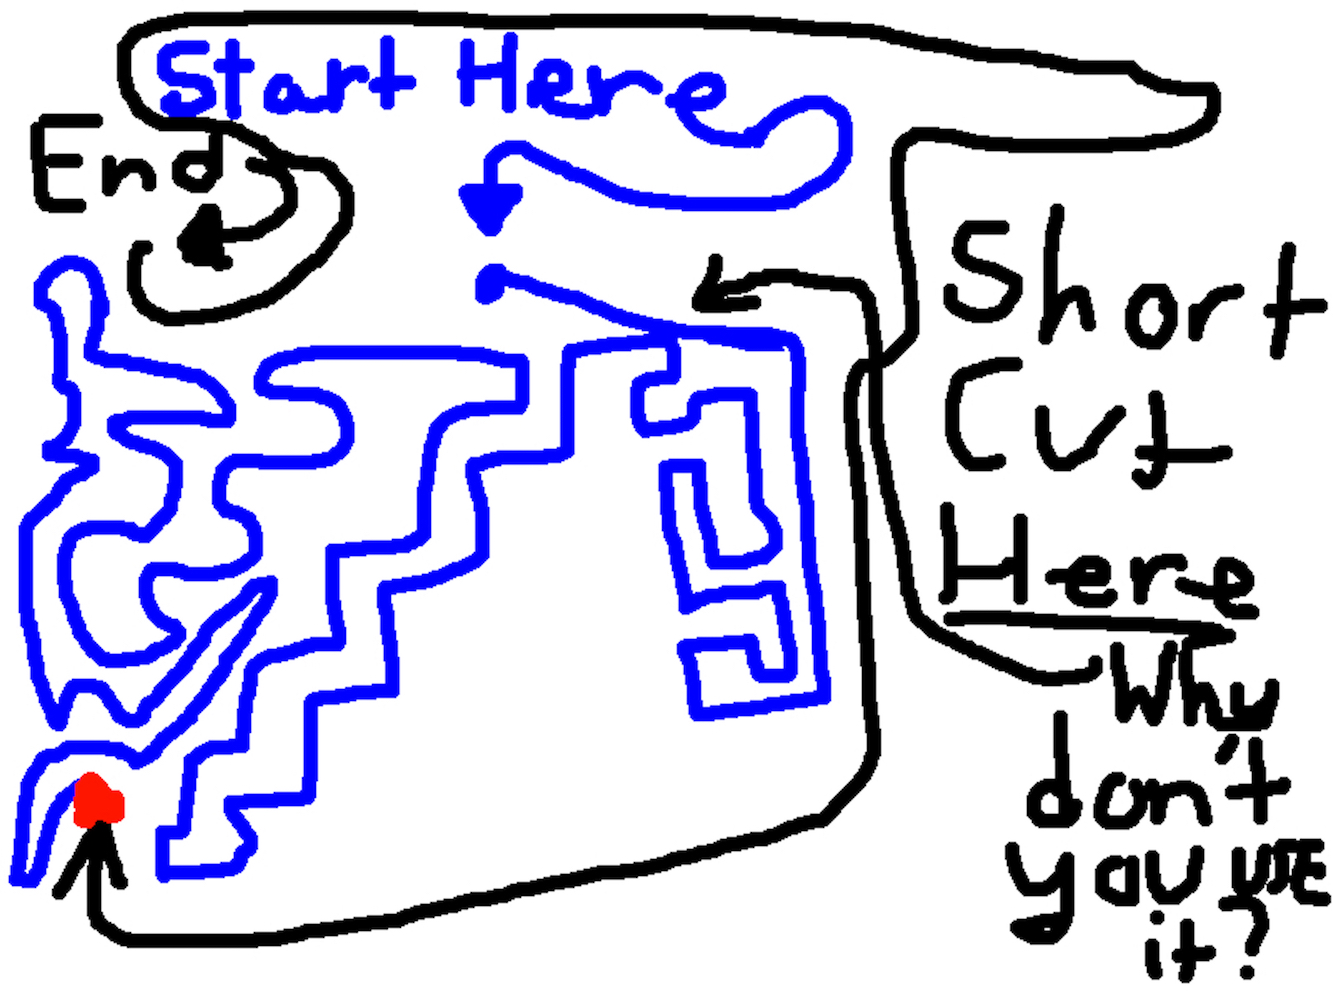 Start Here
End
Short
Cut
Here
Why
don't
you USE
it?